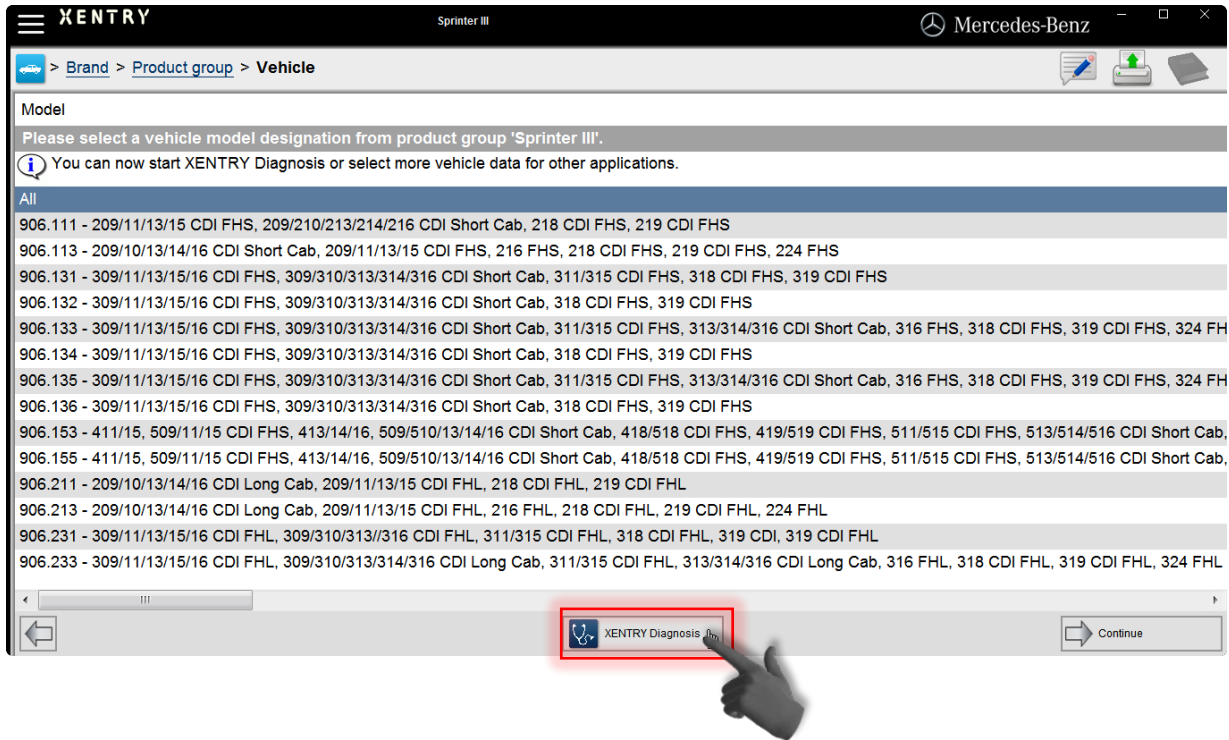 XENTRY Sprinter III Mercedes-Benz
> Brand > Product group > Vehicle
Model
Please select a vehicle model designation from product group 'Sprinter III'.
You can now start XENTRY Diagnosis or select more vehicle data for other applications.
All
906.111 - 209/11/13/15 CDI FHS, 209/210/213/214/216 CDI Short Cab, 218 CDI FHS, 219 CDI FHS
906.113 - 209/10/13/14/16 CDI Short Cab, 209/11/13/15 CDI FHS, 216 FHS, 218 CDI FHS, 219 CDI FHS, 224 FHS
906.131 - 309/11/13/15/16 CDI FHS, 309/310/313/314/316 CDI Short Cab, 311/315 CDI FHS, 318 CDI FHS, 319 CDI FHS
906.132 - 309/11/13/15/16 CDI FHS, 309/310/313/314/316 CDI Short Cab, 318 CDI FHS, 319 CDI FHS
906.133 - 309/11/13/15/16 CDI FHS, 309/310/313/314/316 CDI Short Cab, 311/315 CDI FHS, 313/314/316 CDI Short Cab, 316 FHS, 318 CDI FHS, 319 CDI FHS, 324 FH
906.134 - 309/11/13/15/16 CDI FHS, 309/310/313/314/316 CDI Short Cab, 318 CDI FHS, 319 CDI FHS
906.135 - 309/11/13/15/16 CDI FHS, 309/310/313/314/316 CDI Short Cab, 311/315 CDI FHS, 313/314/316 CDI Short Cab, 316 FHS, 318 CDI FHS, 319 CDI FHS, 324 FH
906.136 - 309/11/13/15/16 CDI FHS, 309/310/313/314/316 CDI Short Cab, 318 CDI FHS, 319 CDI FHS
906.153 - 411/15, 509/11/15 CDI FHS, 413/14/16, 509/510/13/14/16 CDI Short Cab, 418/518 CDI FHS, 419/519 CDI FHS, 511/515 CDI FHS, 513/514/516 CDI Short Cab,
906.155 - 411/15, 509/11/15 CDI FHS, 413/14/16, 509/510/13/14/16 CDI Short Cab, 418/518 CDI FHS, 419/519 CDI FHS, 511/515 CDI FHS, 513/514/516 CDI Short Cab,
906.211 - 209/10/13/14/16 CDI Long Cab, 209/11/13/15 CDI FHL, 218 CDI FHL, 219 CDI FHL
906.213 - 209/10/13/14/16 CDI Long Cab, 209/11/13/15 CDI FHL, 216 FHL, 218 CDI FHL, 219 CDI FHL, 224 FHL
906.231 - 309/11/13/15/16 CDI FHL, 309/310/313//316 CDI FHL, 311/315 CDI FHL, 318 CDI FHL, 319 CDI, 319 CDI FHL
906.233 - 309/11/13/15/16 CDI FHL, 309/310/313/314/316 CDI Long Cab, 311/315 CDI FHL, 313/314/316 CDI Long Cab, 316 FHL, 318 CDI FHL, 319 CDI FHL, 324 FHL
XENTRY Diagnosis Continue